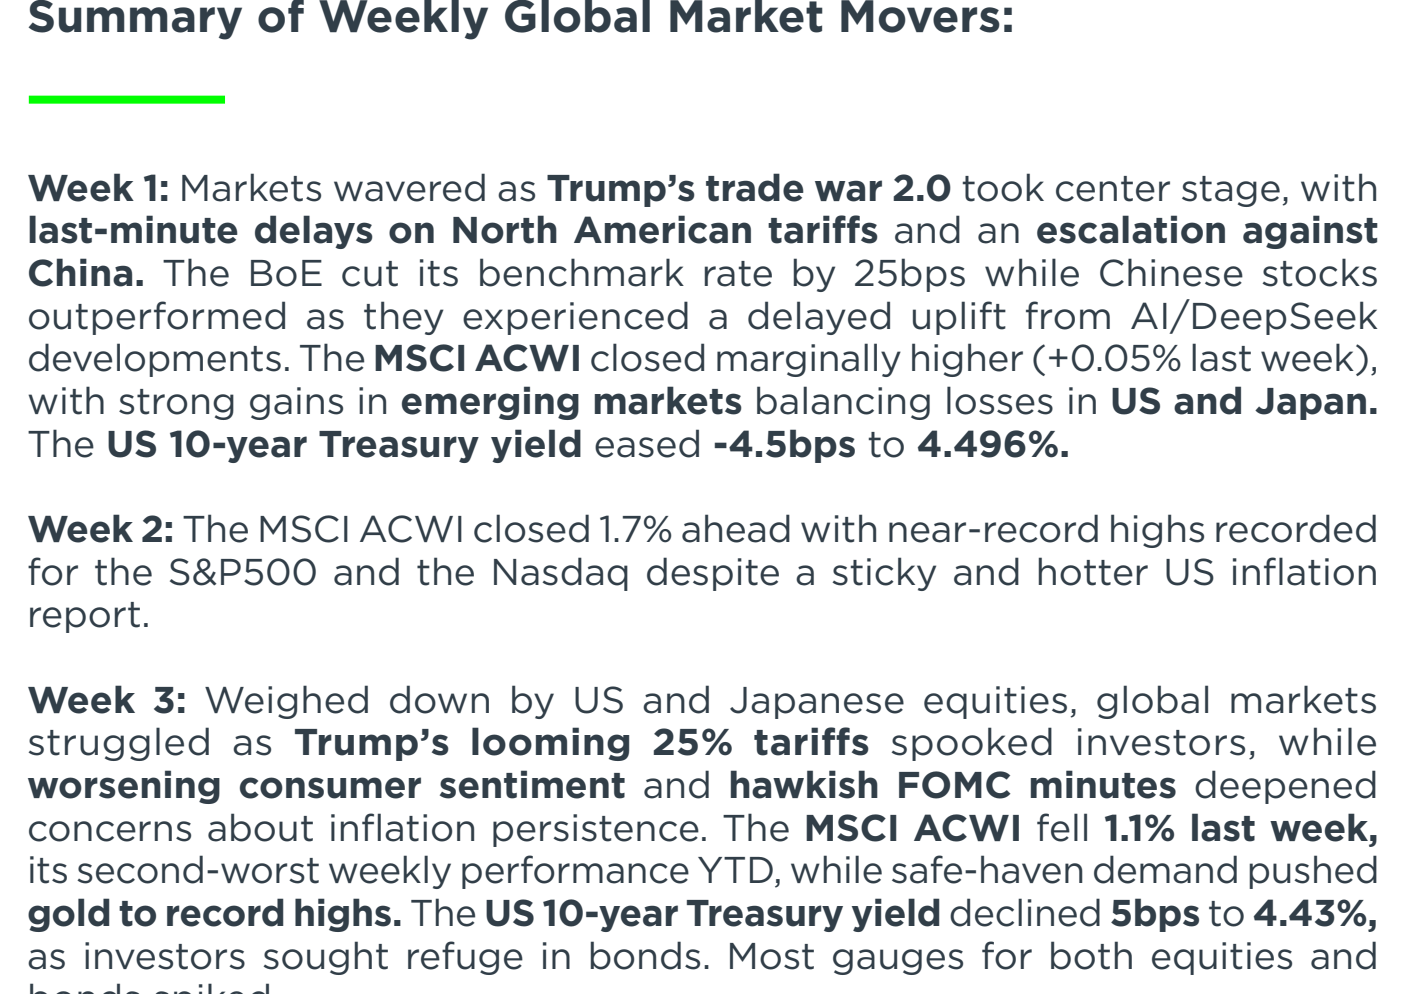 Summary of Weekly Global Market Movers:
Week 1: Markets wavered as Trump’s trade war 2.0 took center stage, with
last-minute delays on North American tariffs and an escalation against
China. The BoE cut its benchmark rate by 25bps while Chinese stocks
outperformed as they experienced a delayed uplift from AI/DeepSeek
developments. The MSCI ACWI closed marginally higher (+0.05% last week),
with strong gains in emerging markets balancing losses in US and Japan.
The US 10-year Treasury yield eased -4.5bps to 4.496%.
Week 2: The MSCI ACWI closed 1.7% ahead with near-record highs recorded
for the S&P500 and the Nasdaq despite a sticky and hotter US inflation
report.
Week 3: Weighed down by US and Japanese equities, global markets
struggled as Trump’s looming 25% tariffs spooked investors, while
worsening consumer sentiment and hawkish FOMC minutes deepened
concerns about inflation persistence. The MSCI ACWI fell 1.1% last week,
its second-worst weekly performance YTD, while safe-haven demand pushed
gold to record highs. The US 10-year Treasury yield declined 5bps to 4.43%,
as investors sought refuge in bonds. Most gauges for both equities and
bonds spiked.